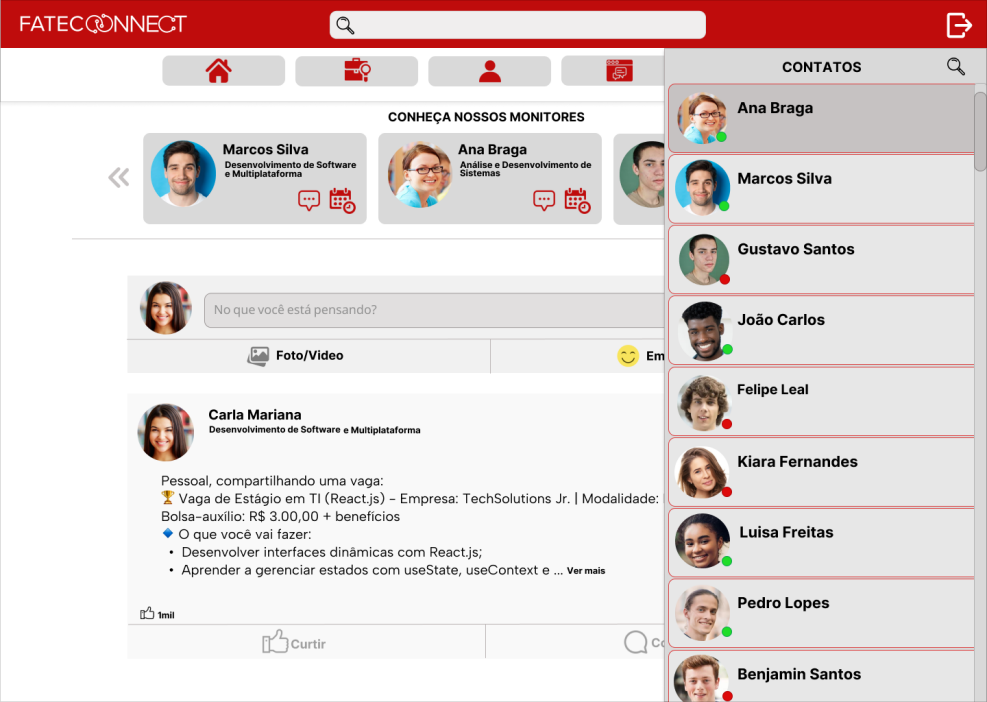 FATECCONNECT
CONTATOS
CONHEÇA NOSSOS MONITORES
Marcos Silva
Desenvolvimento de Software
e Multiplataforma
Ana Braga
Análise e Desenvolvimento de
Sistemas
No que você está pensando?
Foto/Video
Em
Carla Mariana
Desenvolvimento de Software e Multiplataforma
Pessoal, compartilhando uma vaga:
🏆 Vaga de Estágio em TI (React.js) - Empresa: TechSolutions Jr. | Modalidade:
Bolsa-auxílio: R$ 3.00,00 + benefícios
🔹 O que você vai fazer:
• Desenvolver interfaces dinâmicas com React.js;
• Aprender a gerenciar estados com useState, useContext e ... Ver mais
1mil
Curtir
Co
Ana Braga
Marcos Silva
Gustavo Santos
João Carlos
Felipe Leal
Kiara Fernandes
Luisa Freitas
Pedro Lopes
Benjamin Santos